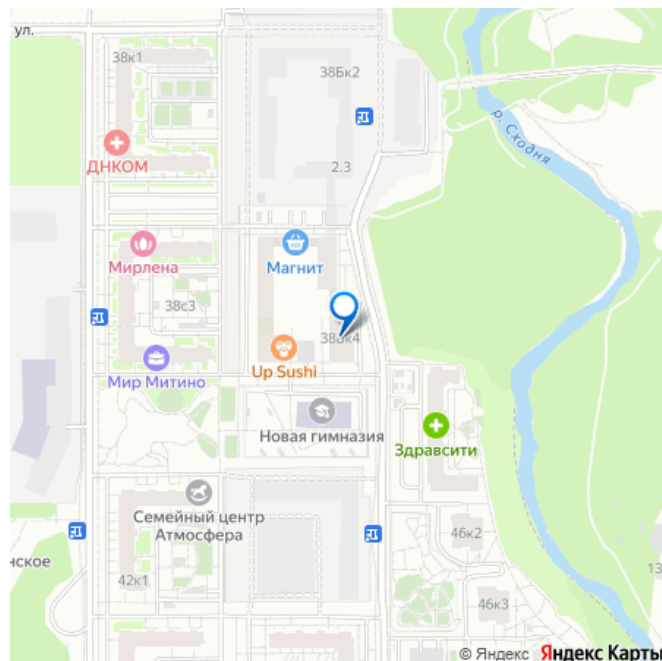 ул.
38к1
38Бк2
ДНКОМ
р. Сходня
2.3
Мирлена
Магнит
38с3
Up Sushi
Мир Митино
Новая гимназия
Здравсити
Семейный центр
Атмосфера
46к2
нское
42к1
46к3
13
© Яндекс Яндекс Карты